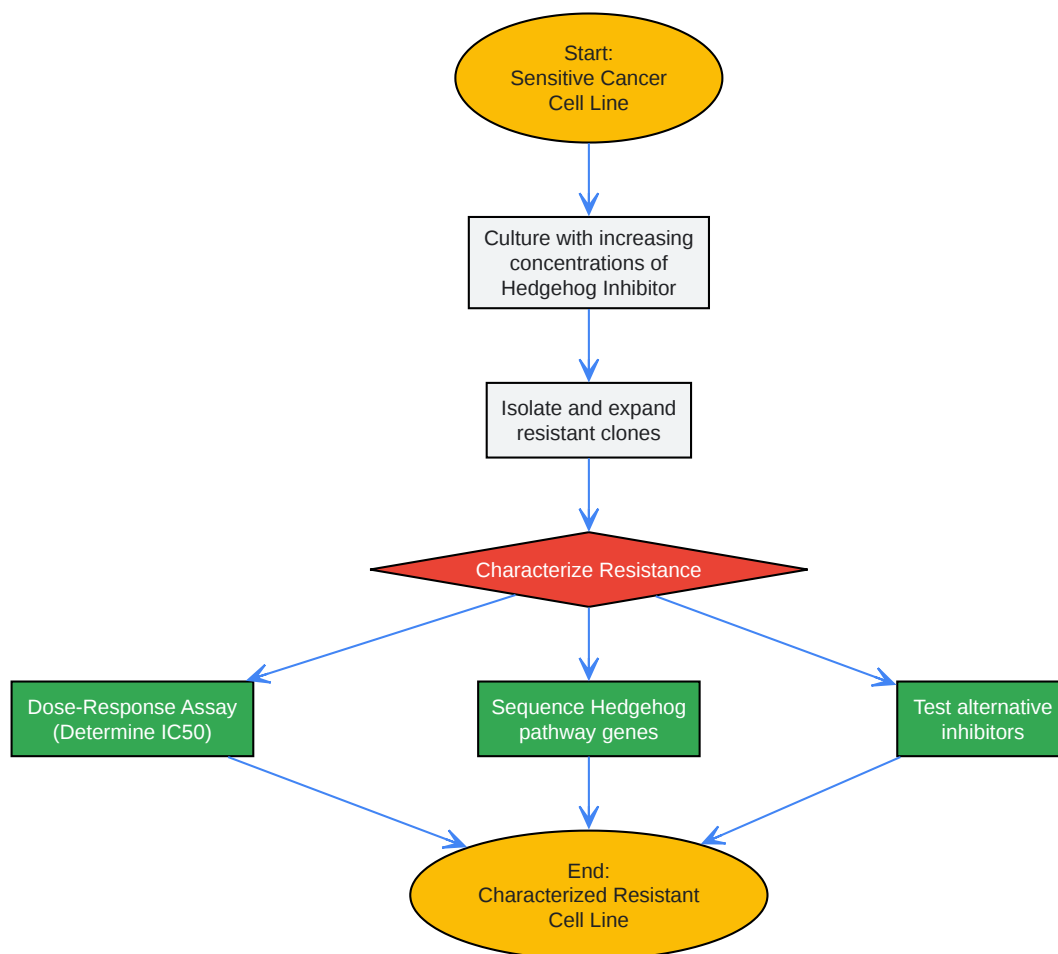 Start:
Sensitive Cancer
Cell Line
Culture with increasing
concentrations of
Hedgehog Inhibitor
Isolate and expand
resistant clones
Characterize Resistance
Dose-Response Assay
(Determine IC50)
Sequence Hedgehog
pathway genes
Test alternative
inhibitors
End:
Characterized Resistant
Cell Line